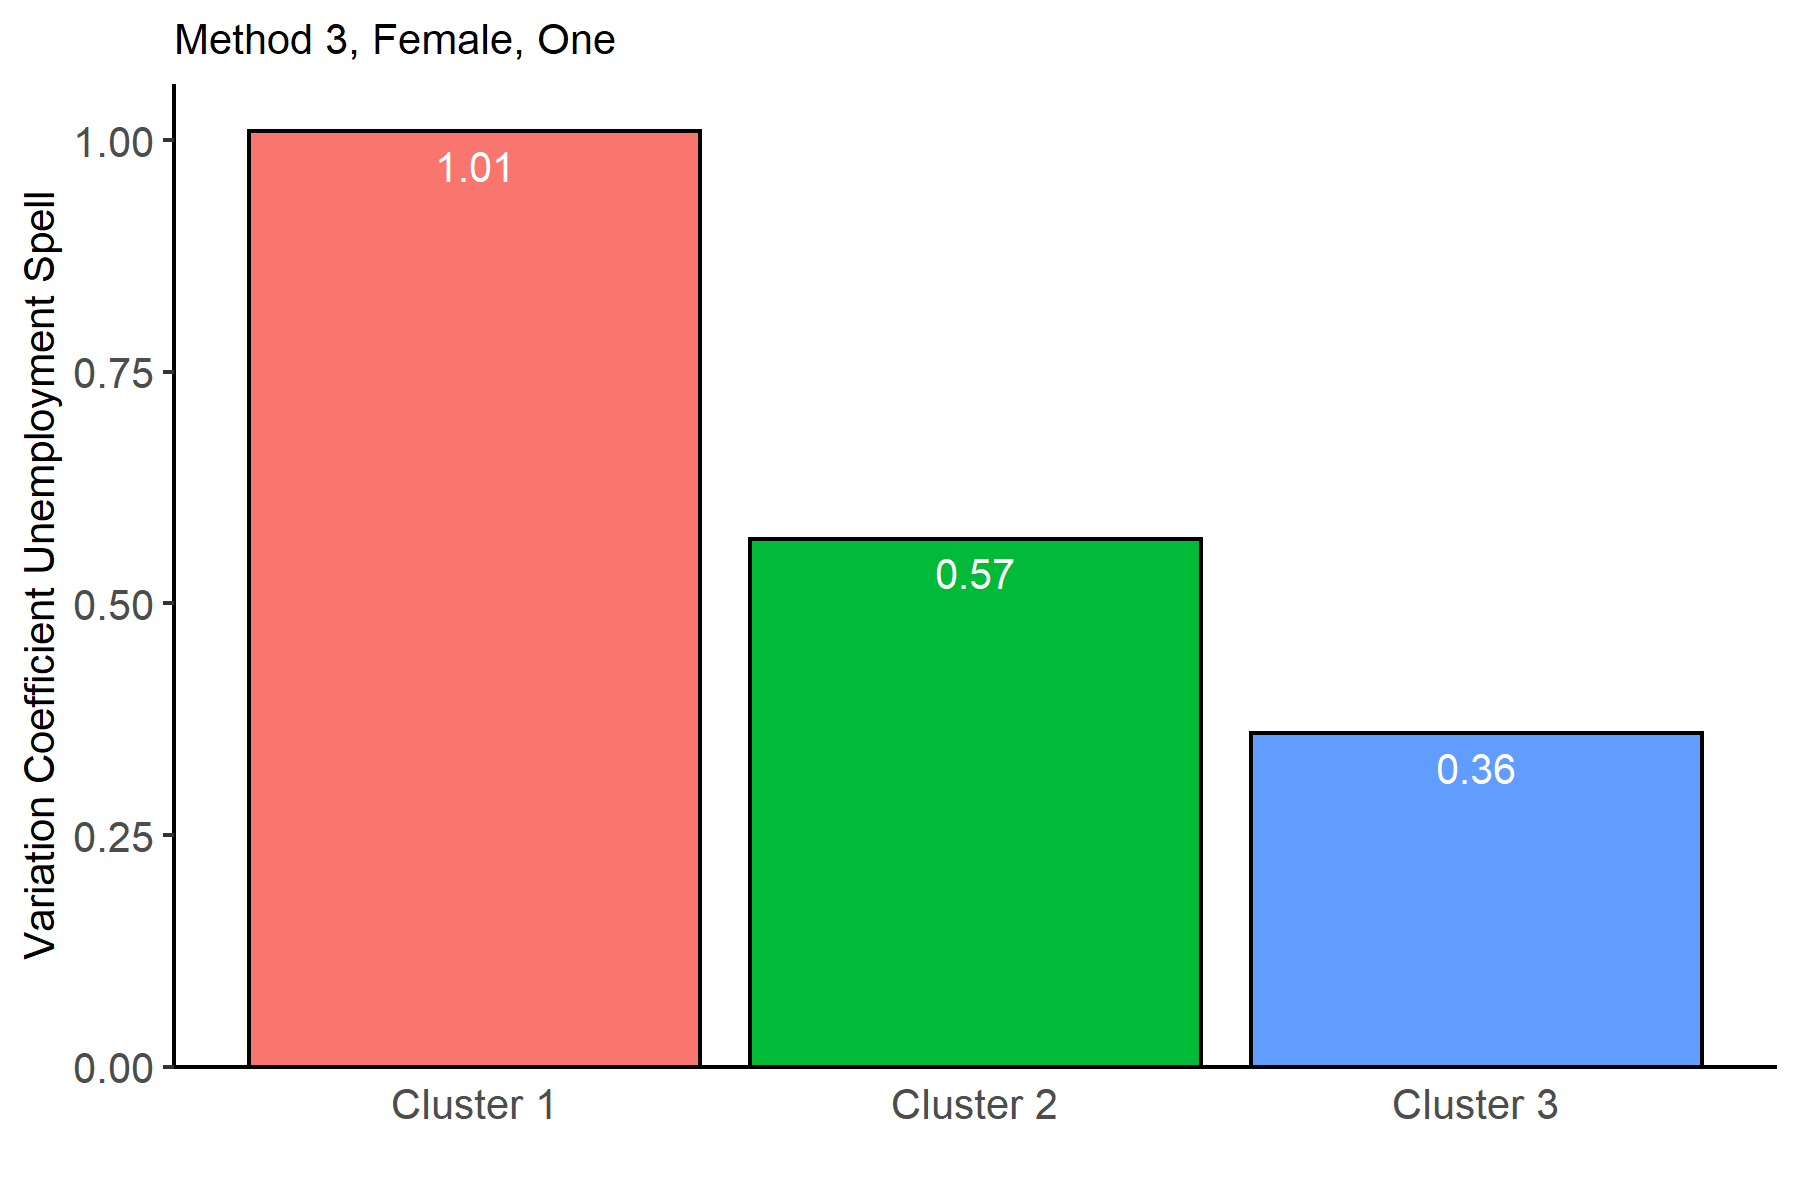 Method 3, Female, One
Variation Coefficient Unemployment Spell
1.00
0.75
0.50
0.25
0.00
1.01
0.57
0.36
Cluster 1
Cluster 2
Cluster 3